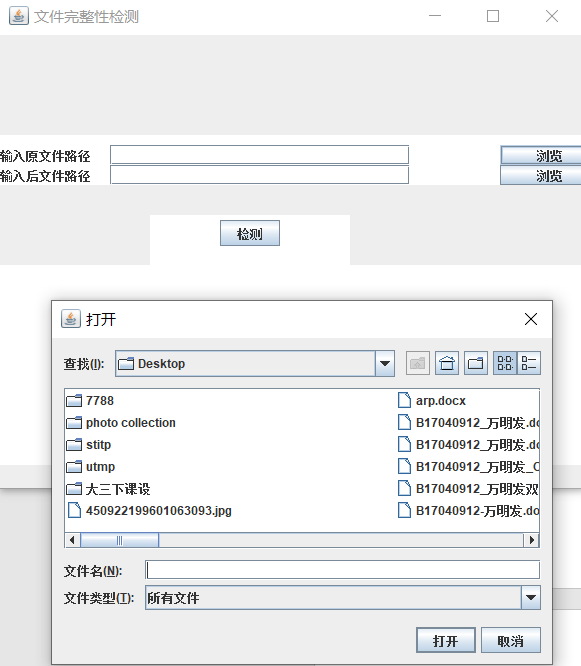 文件完整性检测
输入原文件路径 浏览
输入后文件路径 浏览
检测
打开
查找(I): Desktop
7788 arp.docx
photo collection B17040912_万明发.do
stitp B17040912_万明发.do
utmp B17040912_万明发_C
大三下课设 B17040912_万明发双
450922199601063093.jpg B17040912-万明发.do
文件名(N):
文件类型(T): 所有文件
打开 取消